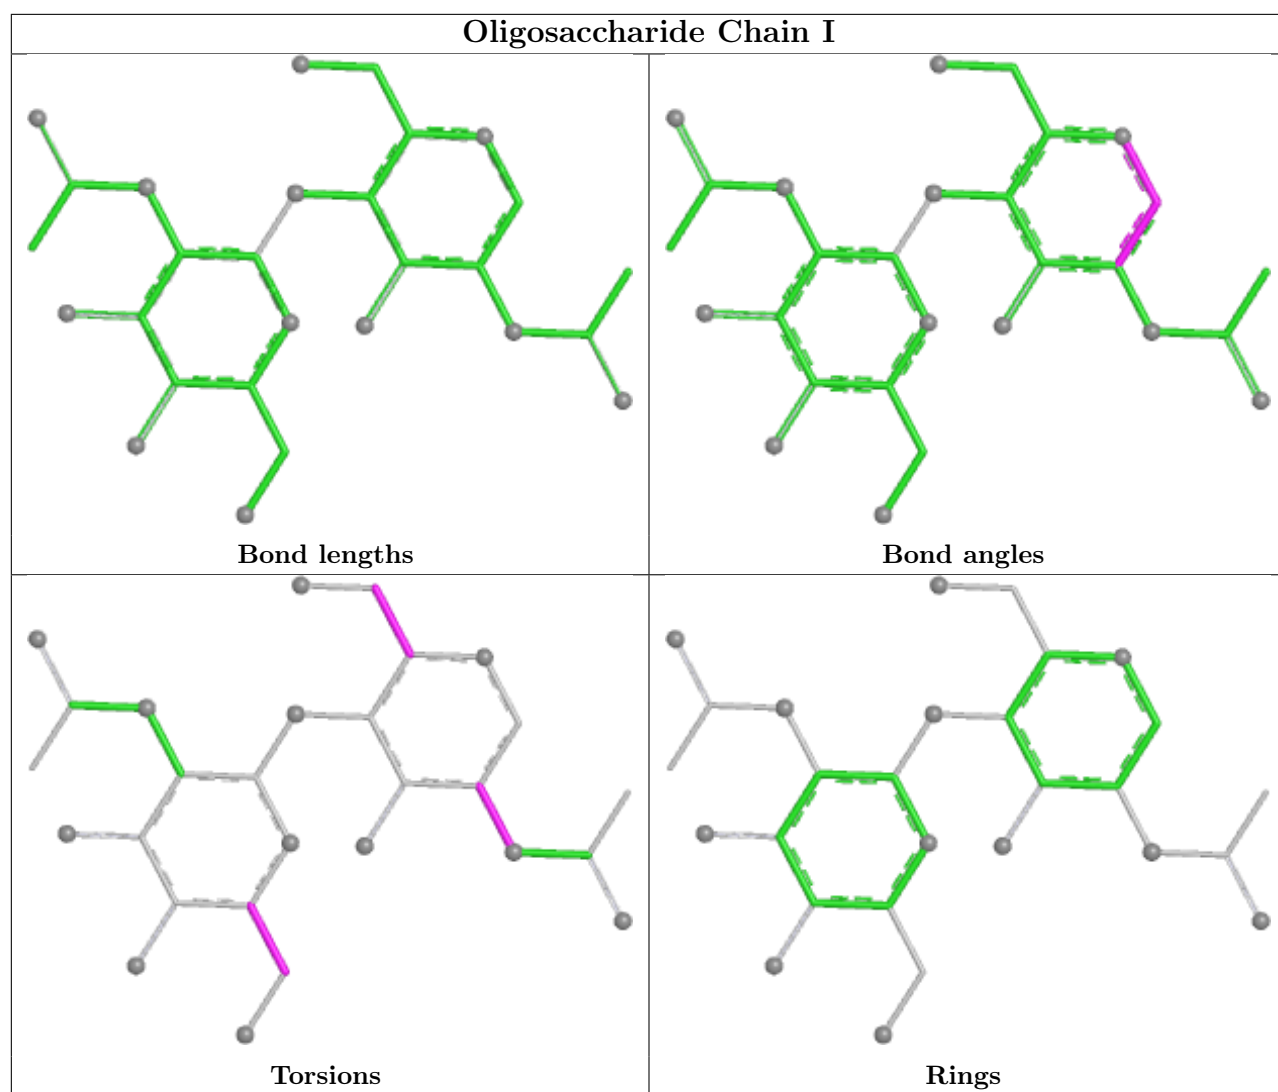 Oligosaccharide Chain I
Bond lengths
Bond angles
Torsions
Rings